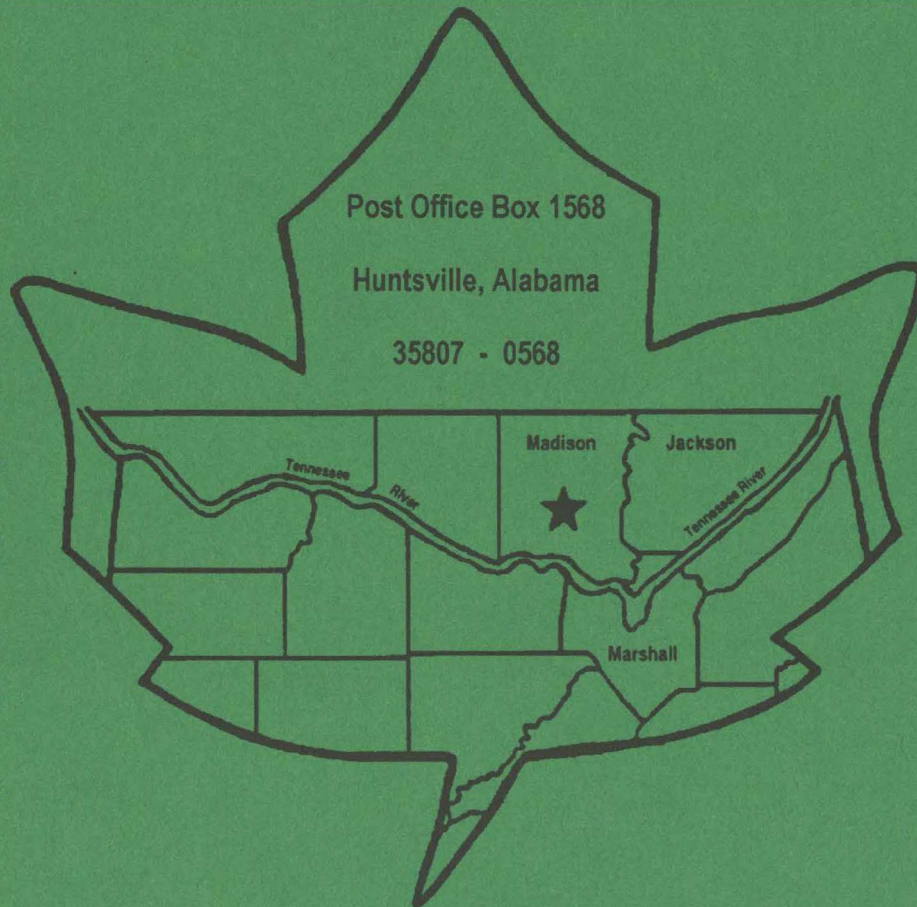 Post Office Box 1568
Huntsville, Alabama
35807 - 0568
Madison
Jackson
Tennessee
River
Tennessee River
Marshall